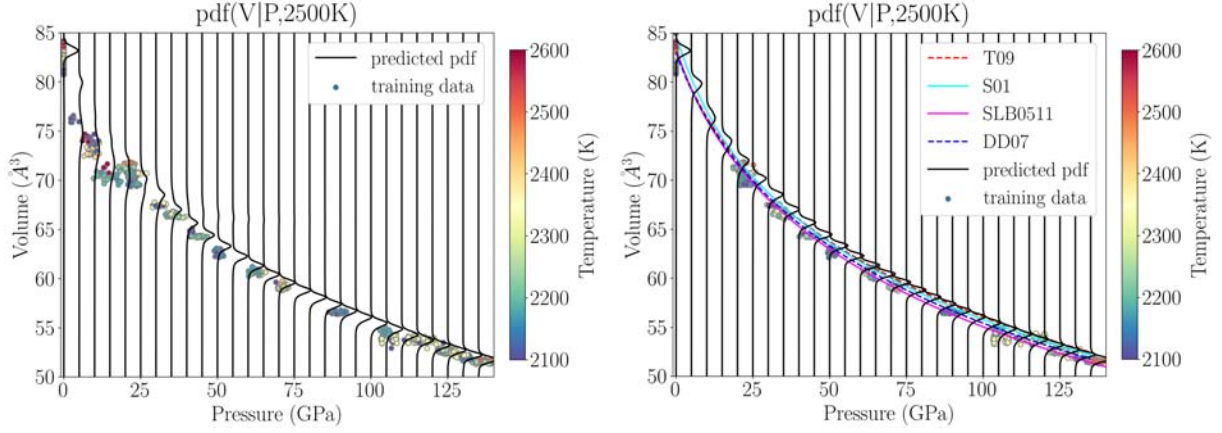 pdf(V|P,2500K)
85
80
75
70
65
60
55
50
Volume (Å³)
0
25
50
75
100
125
Pressure (GPa)
predicted pdf
training data
2600
2500
2400
2300
2200
2100
Temperature (K)
pdf(V|P,2500K)
85
80
75
70
65
60
55
50
Volume (Å³)
0
25
50
75
100
125
Pressure (GPa)
T09
S01
SLB0511
DD07
predicted pdf
training data
2600
2500
2400
2300
2200
2100
Temperature (K)